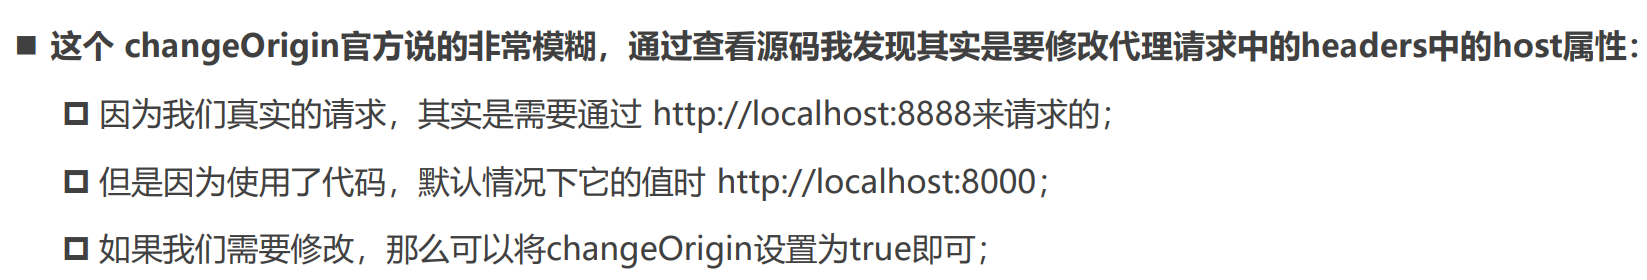 ■ 这个 changeOrigin官方说的非常模糊，通过查看源码我发现其实是要修改代理请求中的headers中的host属性：
因为我们真实的请求，其实是需要通过 http://localhost:8888来请求的；
但是因为使用了代码，默认情况下它的值时 http://localhost:8000；
如果我们需要修改，那么可以将changeOrigin设置为true即可；